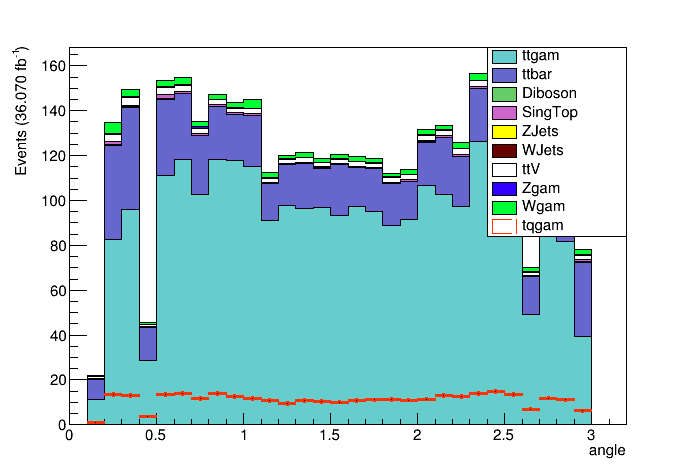 Events (36.070 fb⁻¹)
160
140
120
100
80
60
40
20
0
0 0.5 1 1.5 2 2.5 3
angle
ttgam
ttbar
Diboson
SingTop
ZJets
WJets
ttV
Zgam
Wgam
tqgam